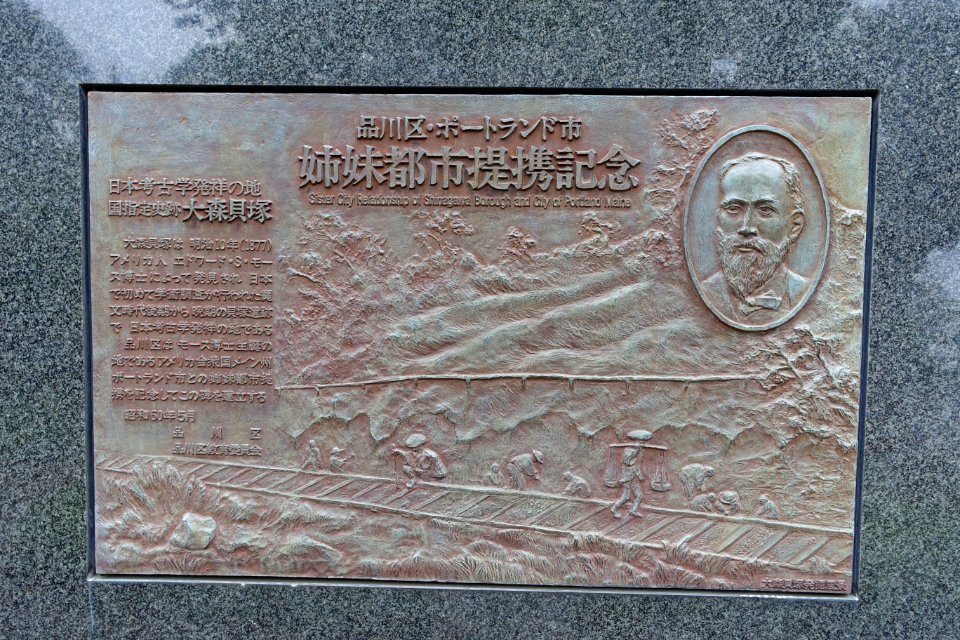 品川区・ポートランド市
姉妹都市提携記念
Sister City Relationship of Shinagawa Borough and City of Portland Maine
日本考古学発祥の地
国指定史跡 大森貝塚
大森貝塚は 明治10年(1877)
アメリカ人 エドワード・S・モー
ス博士によって発見され 日本
で初めて学術調査が行われた縄
文時代後期から晩期の貝塚遺跡
で 日本考古学発祥の地である
品川区は モース博士生誕の
地であるアメリカ合衆国メイン州
ポートランド市との姉妹都市提
携を記念してこの碑を建立する
昭和60年5月
品川区
品川区教育委員会